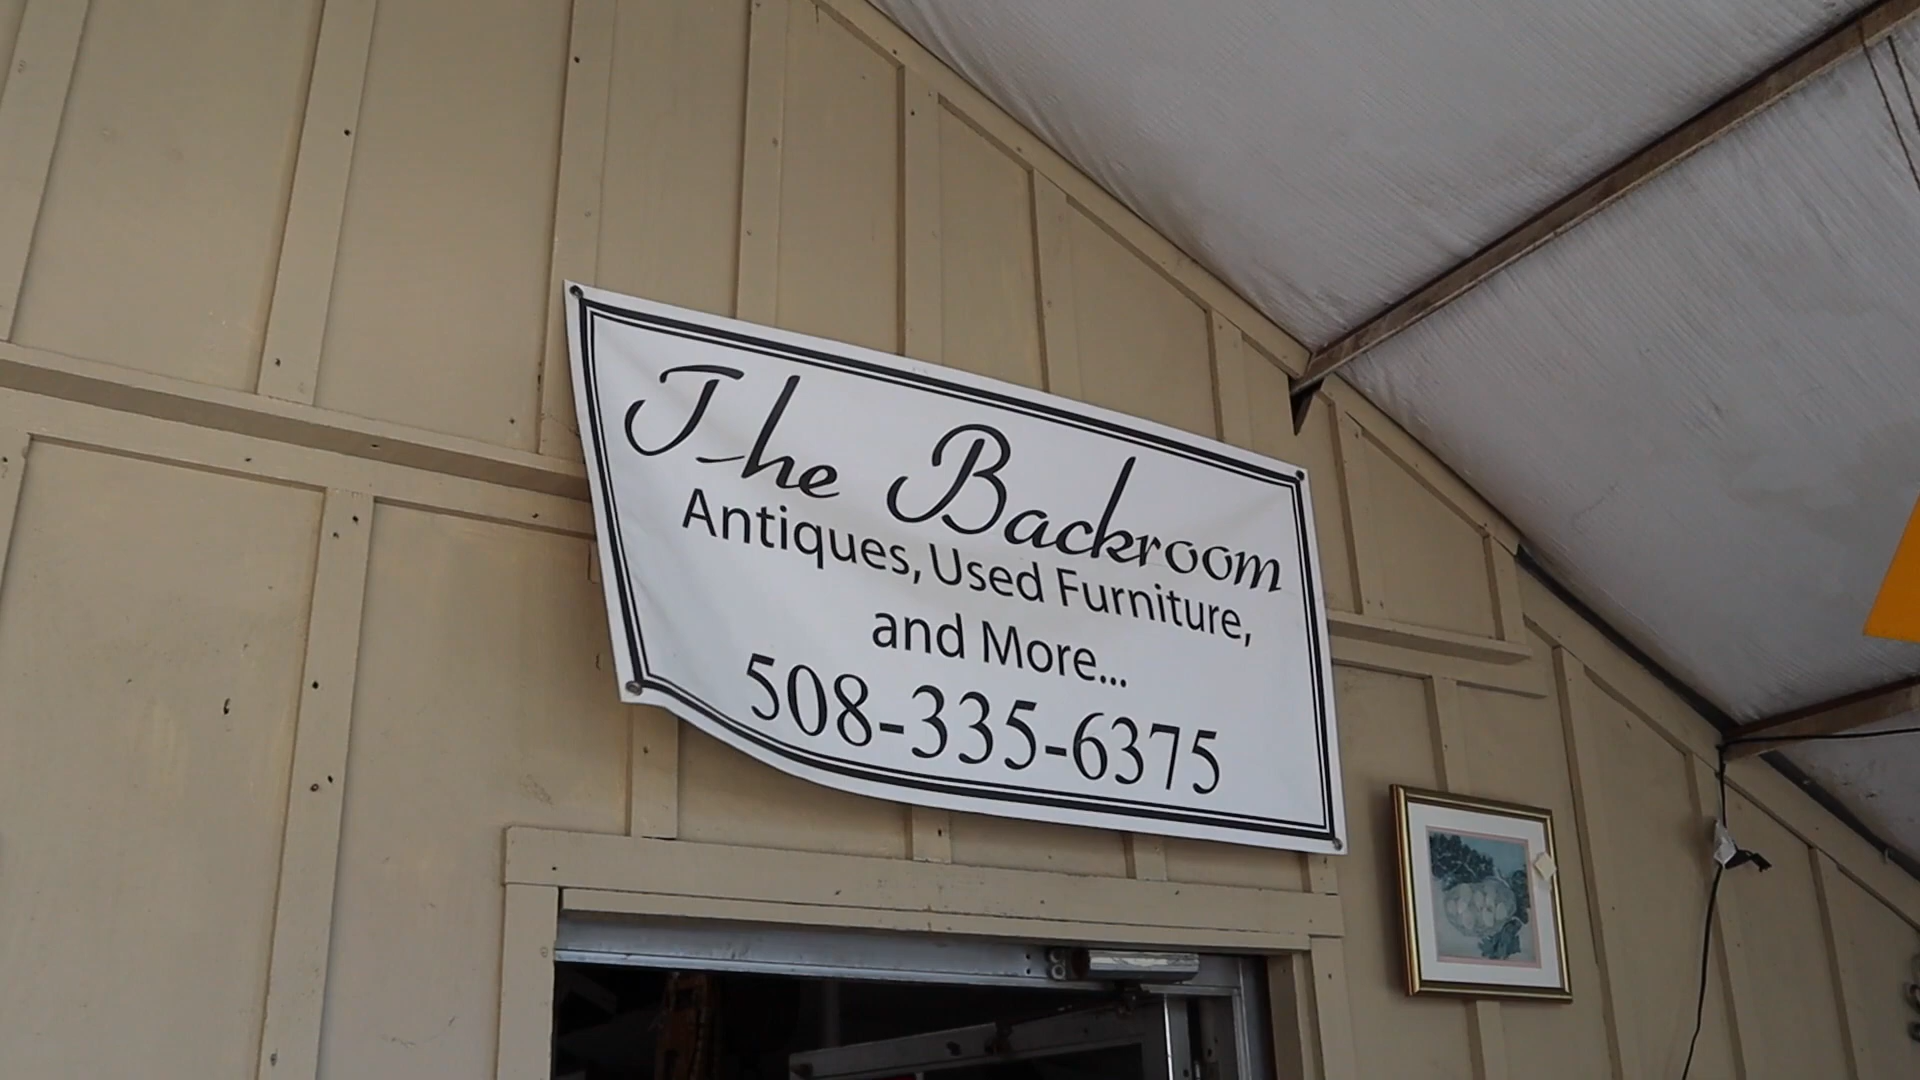 The Backroom
Antiques, Used Furniture,
and More...
508-335-6375